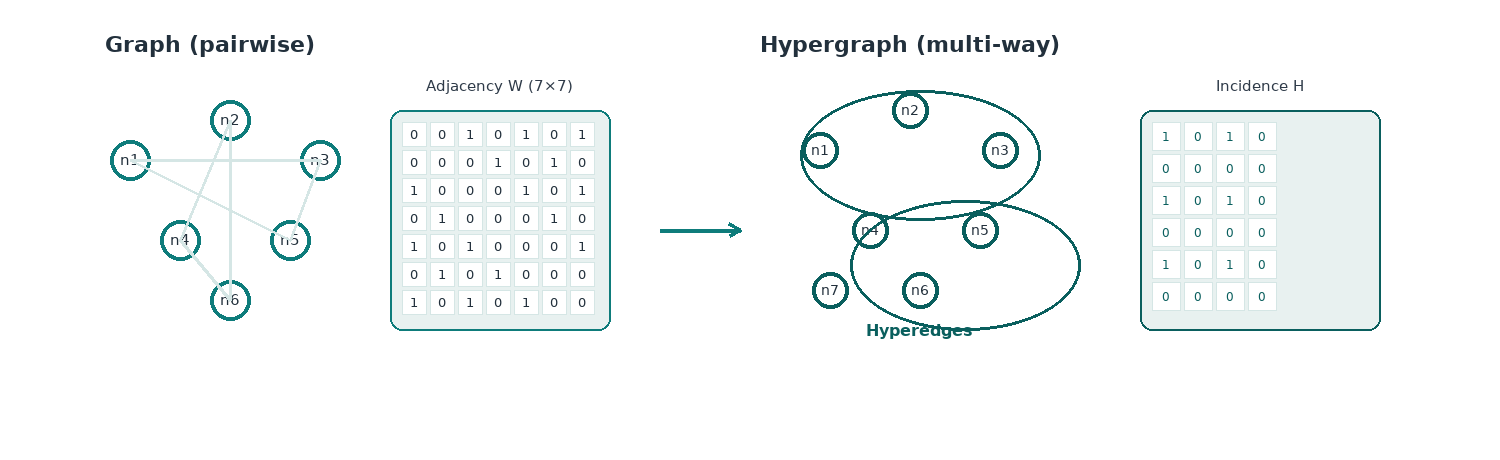 Graph (pairwise)
Hypergraph (multi-way)
Adjacency W (7×7)
Incidence H
n2
n1
n3
n4
n5
n6
0 0 1 0 1 0 1
0 0 0 1 0 1 0
1 0 0 0 1 0 1
0 1 0 0 0 1 0
1 0 1 0 0 0 1
0 1 0 1 0 0 0
1 0 1 0 1 0 0
n2
n1
n3
n4
n5
n7
n6
Hyperedges
1 0 1 0
0 0 0 0
1 0 1 0
0 0 0 0
1 0 1 0
0 0 0 0